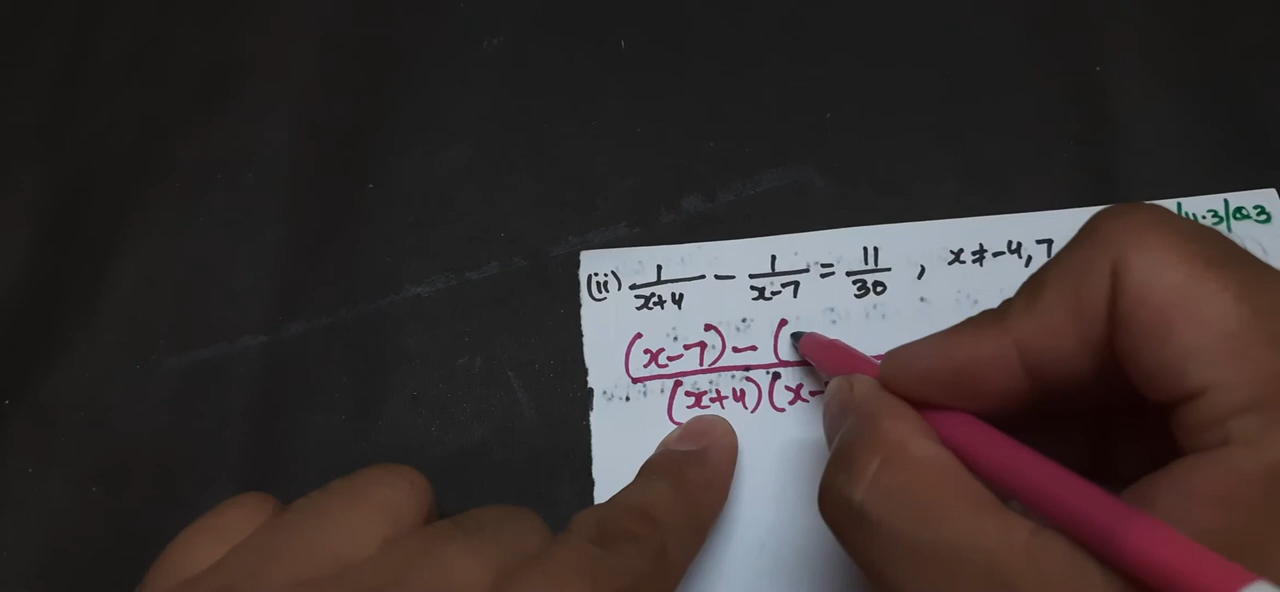 /4.3/Q3
(ii) 1/(x+4) - 1/(x-7) = 11/30 , x ≠ -4, 7
(x-7) - (
(x+4)(x-